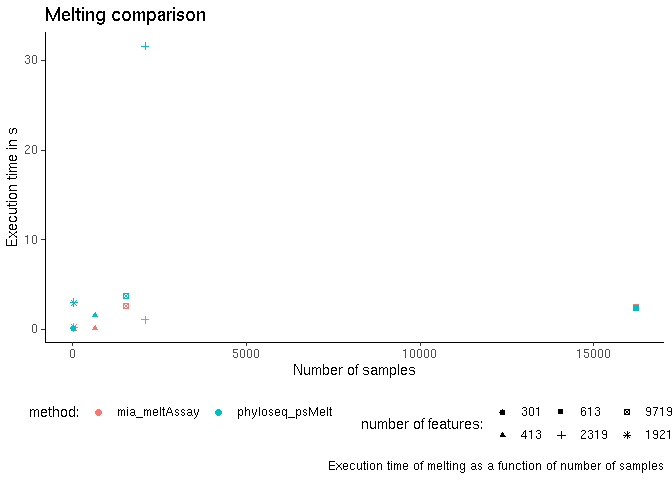 Melting comparison
Execution time in s
30
20
10
0
0 5000 10000 15000
Number of samples
method: mia_meltAssay phyloseq_psMelt
number of features: 301 613 9719
413 2319 1921
Execution time of melting as a function of number of samples